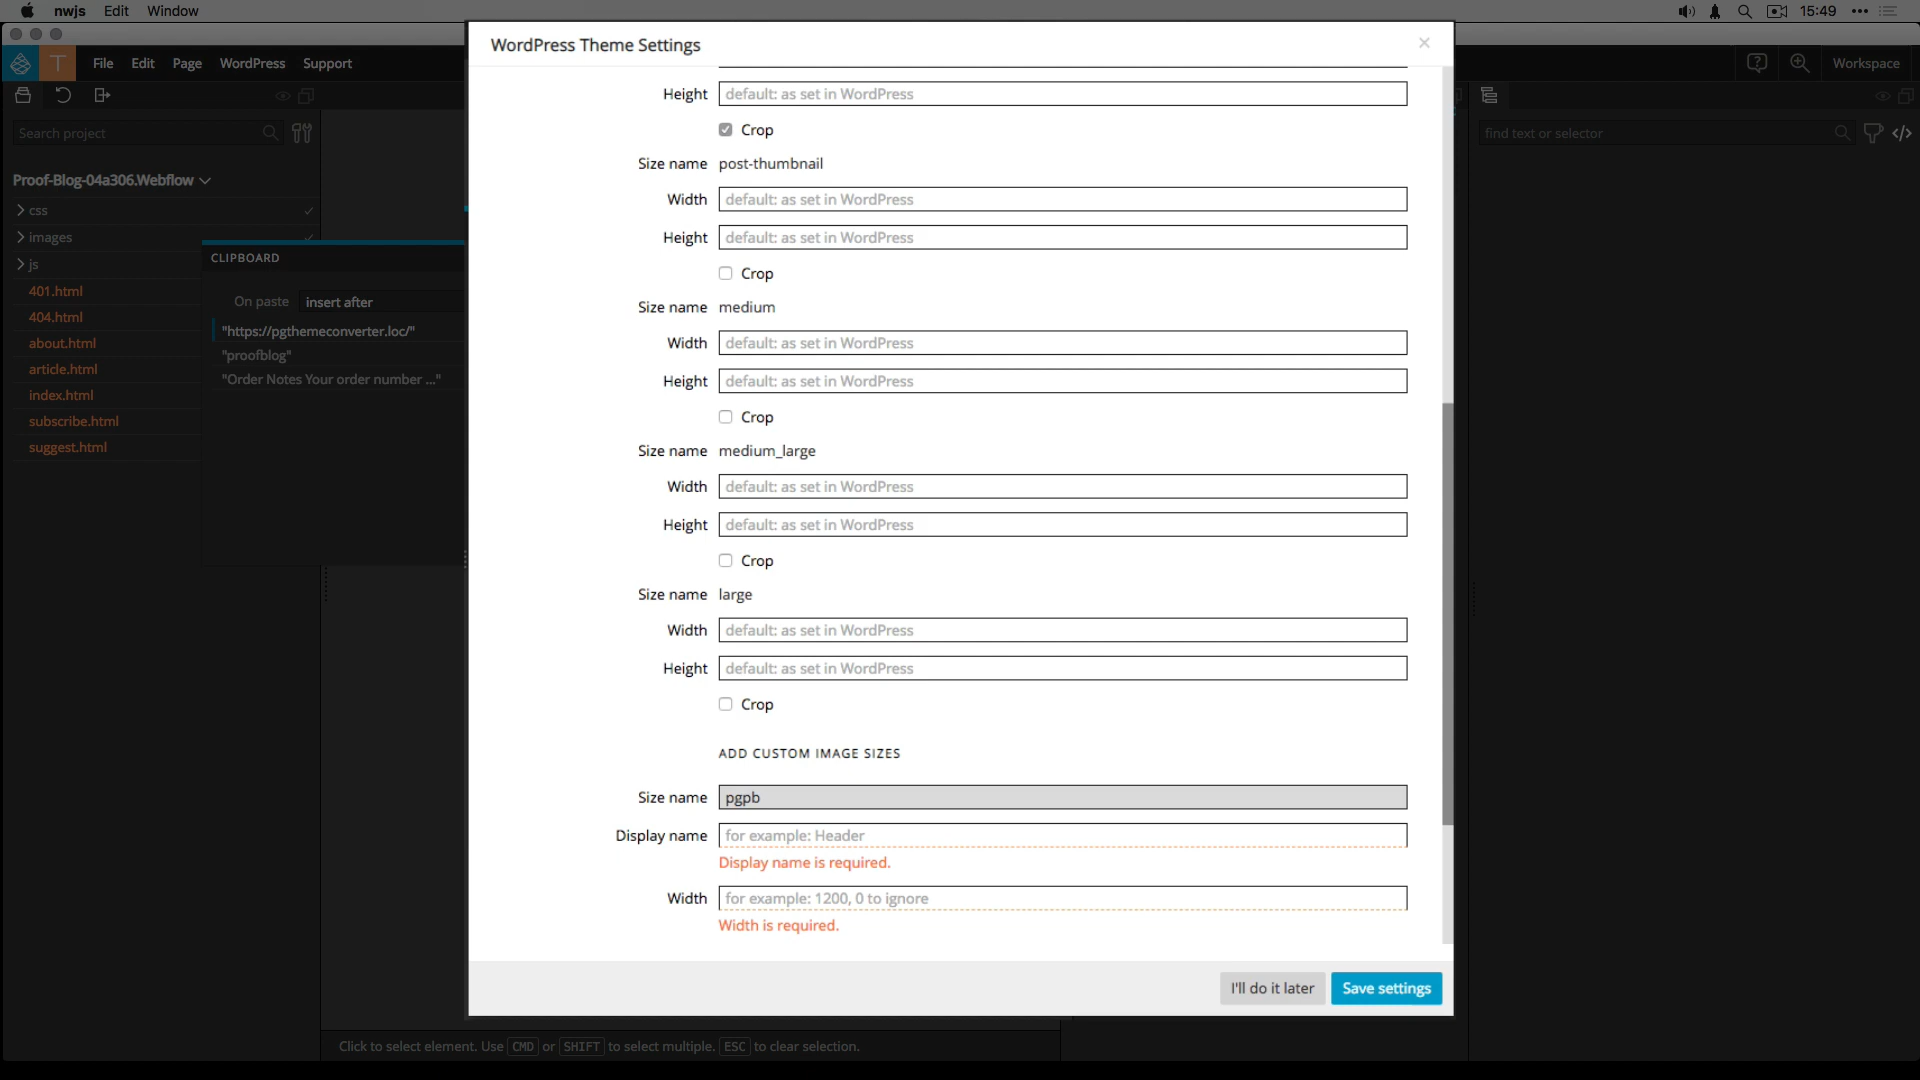 nwjs Edit Window 15:49
WordPress Theme Settings
File Edit Page WordPress Support Workspace
Search project
find text or selector
Proof-Blog-04a306.Webflow
css
images
js
401.html
404.html
about.html
article.html
index.html
subscribe.html
suggest.html
CLIPBOARD
On paste insert after
"https://pgthemeconverter.loc/"
"proofblog"
"Order Notes Your order number ..."
Height default: as set in WordPress
Crop
Size name post-thumbnail
Width default: as set in WordPress
Height default: as set in WordPress
Crop
Size name medium
Width default: as set in WordPress
Height default: as set in WordPress
Crop
Size name medium_large
Width default: as set in WordPress
Height default: as set in WordPress
Crop
Size name large
Width default: as set in WordPress
Height default: as set in WordPress
Crop
ADD CUSTOM IMAGE SIZES
Size name pgpb
Display name for example: Header
Display name is required.
Width for example: 1200, 0 to ignore
Width is required.
I'll do it later Save settings
Click to select element. Use CMD or SHIFT to select multiple. ESC to clear selection.